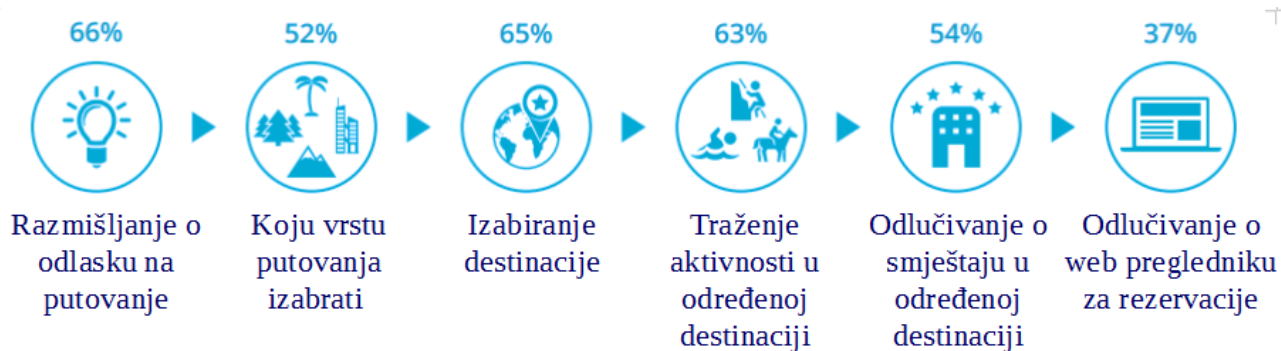 66%
52%
65%
63%
54%
37%
Razmišljanje o
odlasku na
putovanje
Koju vrstu
putovanja
izabrati
Izabiranje
destinacije
Traženje
aktivnosti u
određenoj
destinaciji
Odlučivanje o
smještaju u
određenoj
destinaciji
Odlučivanje o
web pregledniku
za rezervacije